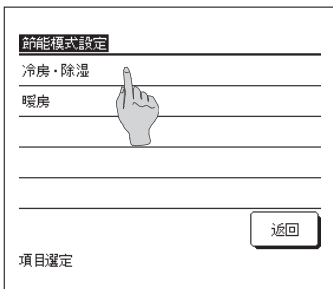 節能模式設定
冷房・除湿
暖房
返回
項目選定